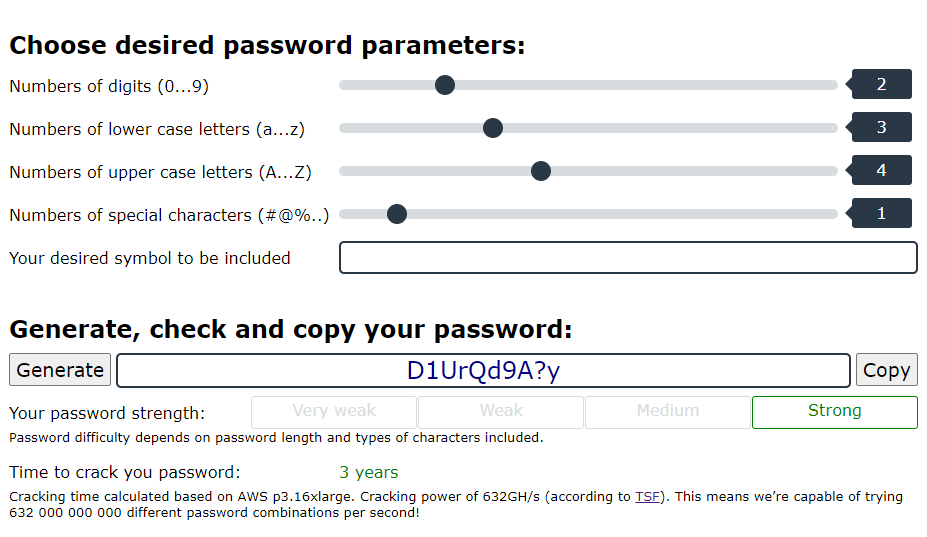 Choose desired password parameters:
Numbers of digits (0...9) 2
Numbers of lower case letters (a...z) 3
Numbers of upper case letters (A...Z) 4
Numbers of special characters (#@%..) 1
Your desired symbol to be included
Generate, check and copy your password:
Generate D1UrQd9A?y Copy
Your password strength: Very weak Weak Medium Strong
Password difficulty depends on password length and types of characters included.
Time to crack you password: 3 years
Cracking time calculated based on AWS p3.16xlarge. Cracking power of 632GH/s (according to TSF). This means we’re capable of trying
632 000 000 000 different password combinations per second!